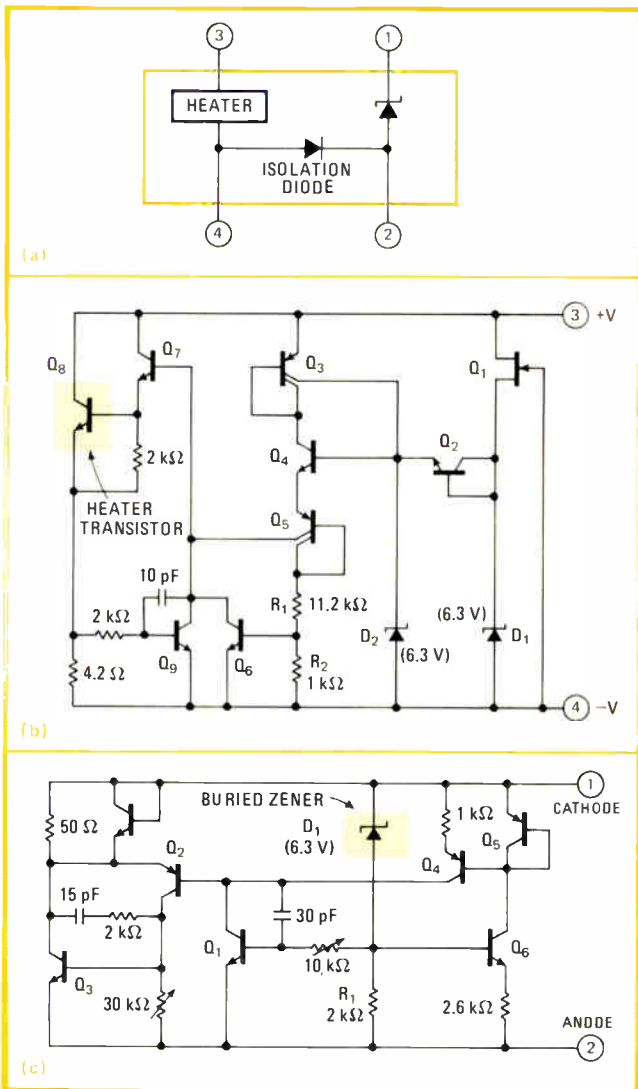 3
1
HEATER
ISOLATION
DIODE
4
2
(a)
3 +V
Q7
Q8
Q3
Q1
Q2
Q4
2 kΩ
HEATER
TRANSISTOR
Q5
10 pF
R1 11.2 kΩ
(6.3 V)
2 kΩ
D2
(6.3 V)
D1
Q9
Q6
R2
1 kΩ
4.2 Ω
4 −V
(b)
1
CATHODE
BURIED ZENER
D1
(6.3 V)
50 Ω
1 kΩ
Q5
Q2
Q4
15 pF
30 pF
2 kΩ
Q1
Q6
Q3
10 kΩ
30 kΩ
R1
2 kΩ
2.6 kΩ
ANODE
2
(c)